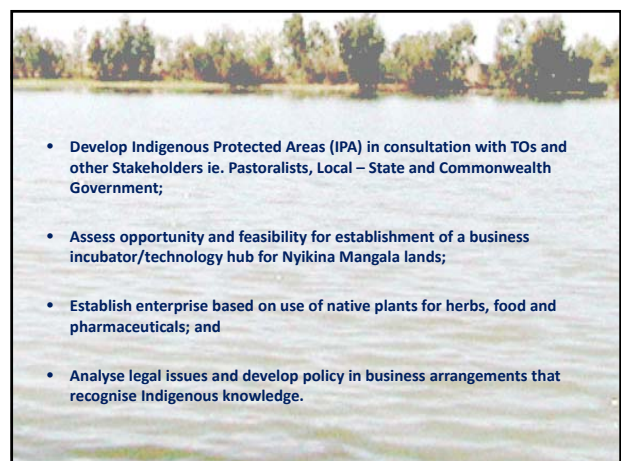 • Develop Indigenous Protected Areas (IPA) in consultation with TOs and
other Stakeholders ie. Pastoralists, Local – State and Commonwealth
Government;
• Assess opportunity and feasibility for establishment of a business
incubator/technology hub for Nyikina Mangala lands;
• Establish enterprise based on use of native plants for herbs, food and
pharmaceuticals; and
• Analyse legal issues and develop policy in business arrangements that
recognise Indigenous knowledge.